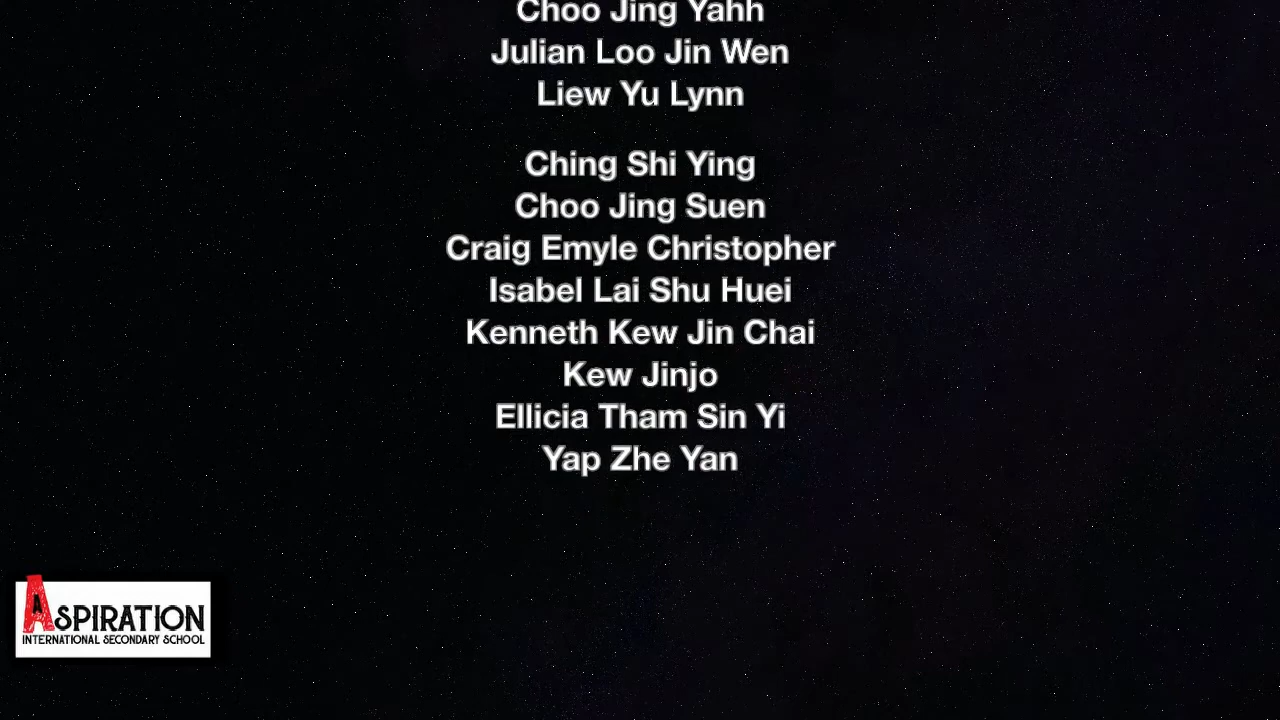 Choo Jing Yahh
Julian Loo Jin Wen
Liew Yu Lynn
Ching Shi Ying
Choo Jing Suen
Craig Emyle Christopher
Isabel Lai Shu Huei
Kenneth Kew Jin Chai
Kew Jinjo
Ellicia Tham Sin Yi
Yap Zhe Yan
ASPIRATION
INTERNATIONAL SECONDARY SCHOOL